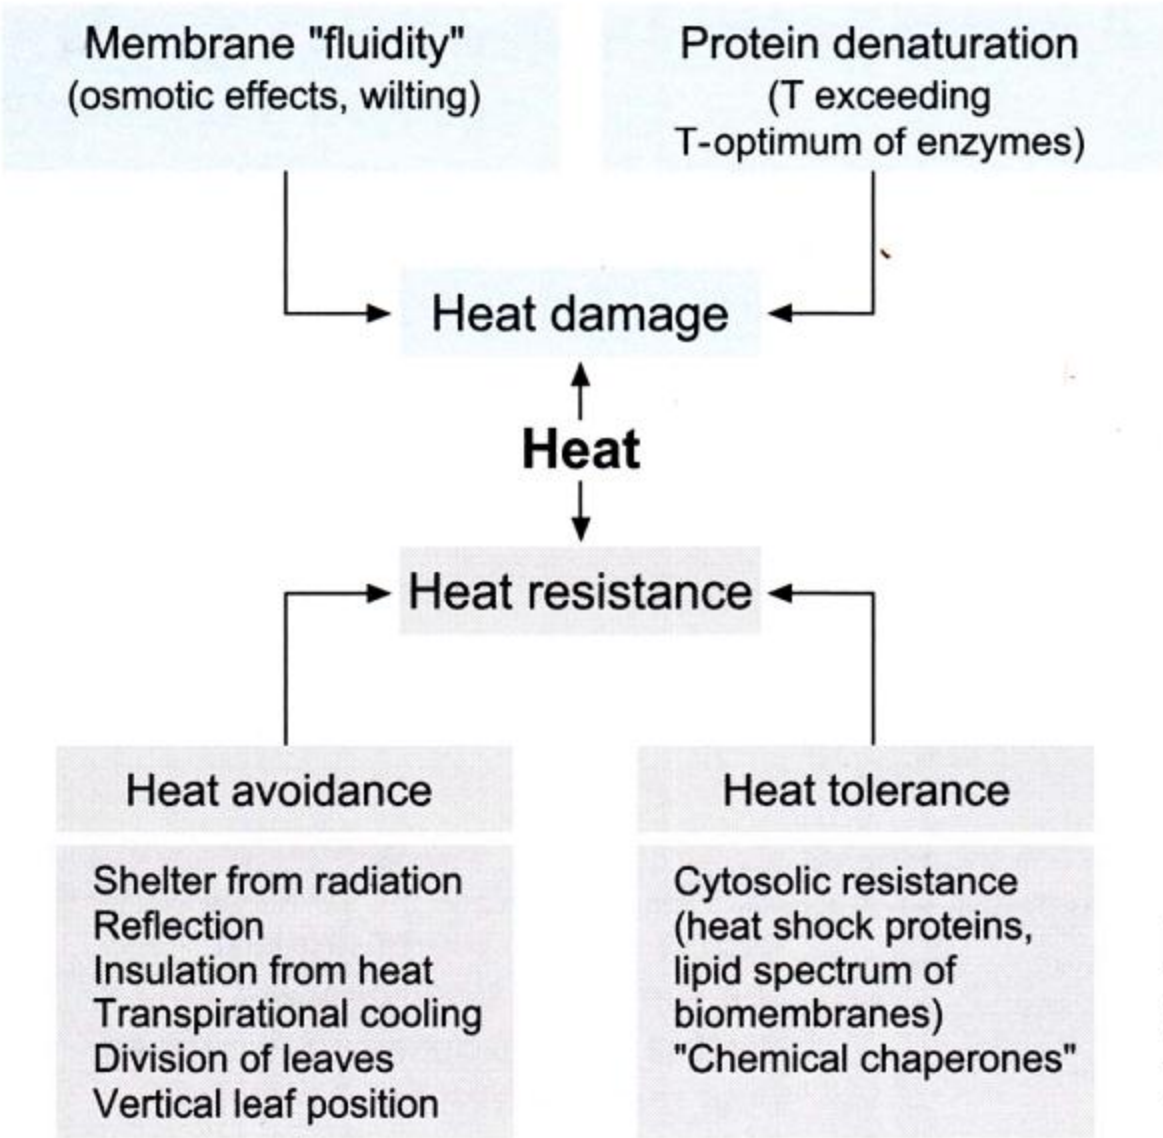 Membrane "fluidity"
(osmotic effects, wilting)
Protein denaturation
(T exceeding
T-optimum of enzymes)
Heat damage
Heat
Heat resistance
Heat avoidance
Shelter from radiation
Reflection
Insulation from heat
Transpirational cooling
Division of leaves
Vertical leaf position
Heat tolerance
Cytosolic resistance
(heat shock proteins,
lipid spectrum of
biomembranes)
"Chemical chaperones"